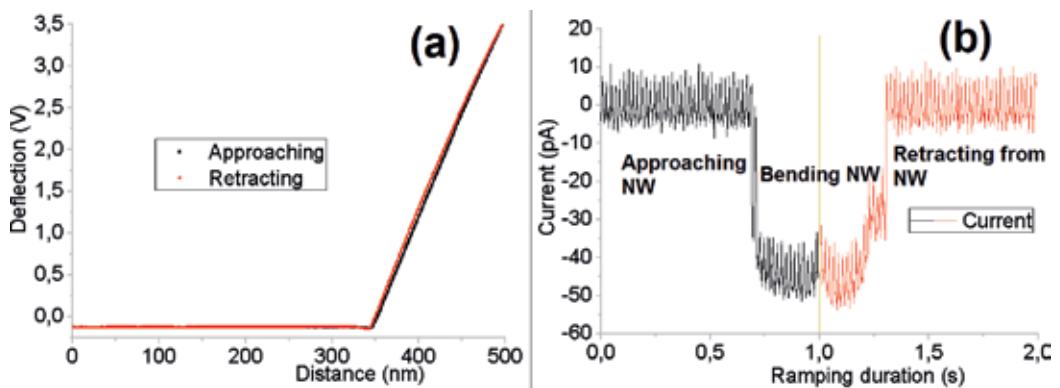 (a)
3,5
3,0
2,5
2,0
1,5
1,0
0,5
0,0
Deflection (V)
Approaching
Retracting
0
100
200
300
400
500
Distance (nm)
(b)
20
10
0
-10
-20
-30
-40
-50
-60
Current (pA)
Approaching
NW
Bending NW
Retracting from
NW
Current
0,0
0,5
1,0
1,5
2,0
Ramping duration (s)